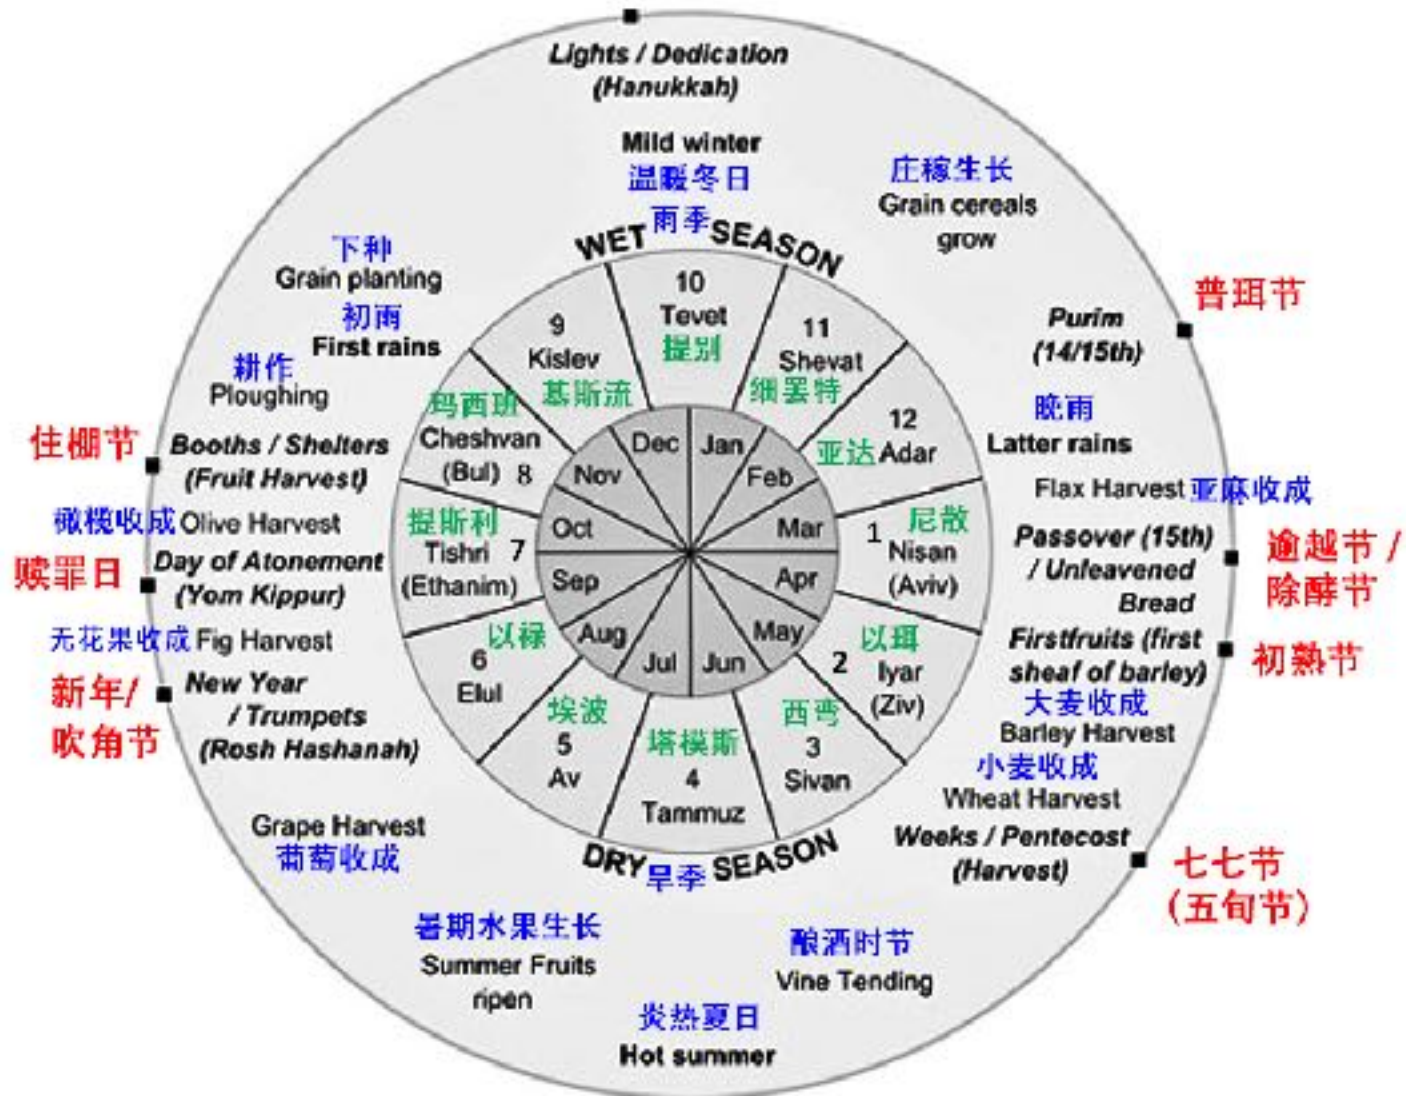 Lights / Dedication
(Hanukkah)
Mild winter
温暖冬日
雨季
WET SEASON
庄稼生长
Grain cereals
grow
下种
Grain planting
初雨
First rains
耕作
Ploughing
住棚节
Booths / Shelters
(Fruit Harvest)
橄榄收成 Olive Harvest
赎罪日
Day of Atonement
(Yom Kippur)
无花果收成 Fig Harvest
新年/
吹角节
New Year
/ Trumpets
(Rosh Hashanah)
Grape Harvest
葡萄收成
暑期水果生长
Summer Fruits
ripen
炎热夏日
Hot summer
酿酒时节
Vine Tending
DRY 旱季 SEASON
普珥节
Purim
(14/15th)
晚雨
Latter rains
Flax Harvest 亚麻收成
Passover (15th)
/ Unleavened
Bread
逾越节 /
除酵节
Firstfruits (first
sheaf of barley)
初熟节
大麦收成
Barley Harvest
小麦收成
Wheat Harvest
Weeks / Pentecost
(Harvest)
七七节
(五旬节)
10
Tevet
提别
11
Shevat
细罢特
12
亚达 Adar
1 尼散
Nisan
(Aviv)
以珥
2 Iyar
(Ziv)
西弯
3
Sivan
塔模斯
4
Tammuz
埃波
5
Av
以禄
6
Elul
提斯利
Tishri 7
(Ethanim)
玛西班
Cheshvan
(Bul) 8
9
Kislev
基斯流
Jan
Feb
Mar
Apr
May
Jun
Jul
Aug
Sep
Oct
Nov
Dec